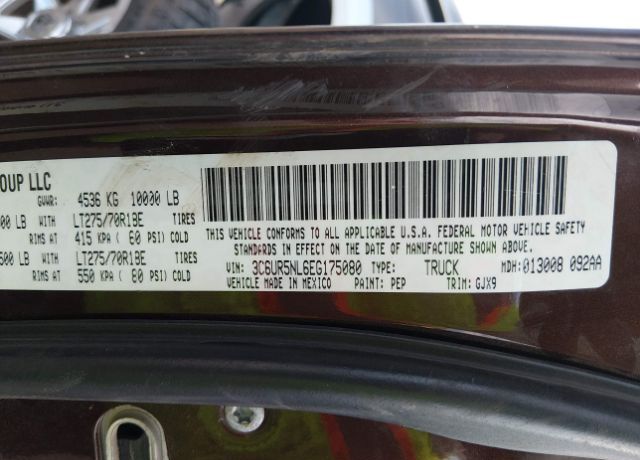 OUP LLC
GVWR: 4536 KG 10000 LB
00 LB WITH LT275/70R18E TIRES
RIMS AT 415 KPA ( 60 PSI) COLD
500 LB WITH LT275/70R18E TIRES
RIMS AT 550 KPA ( 80 PSI) COLD
THIS VEHICLE CONFORMS TO ALL APPLICABLE U.S.A. FEDERAL MOTOR VEHICLE SAFETY
STANDARDS IN EFFECT ON THE DATE OF MANUFACTURE SHOWN ABOVE.
VIN: 3C6UR5NL6EG175080 TYPE: TRUCK MDH: 013008 092AA
VEHICLE MADE IN MEXICO PAINT: PEP TRIM: GJX9